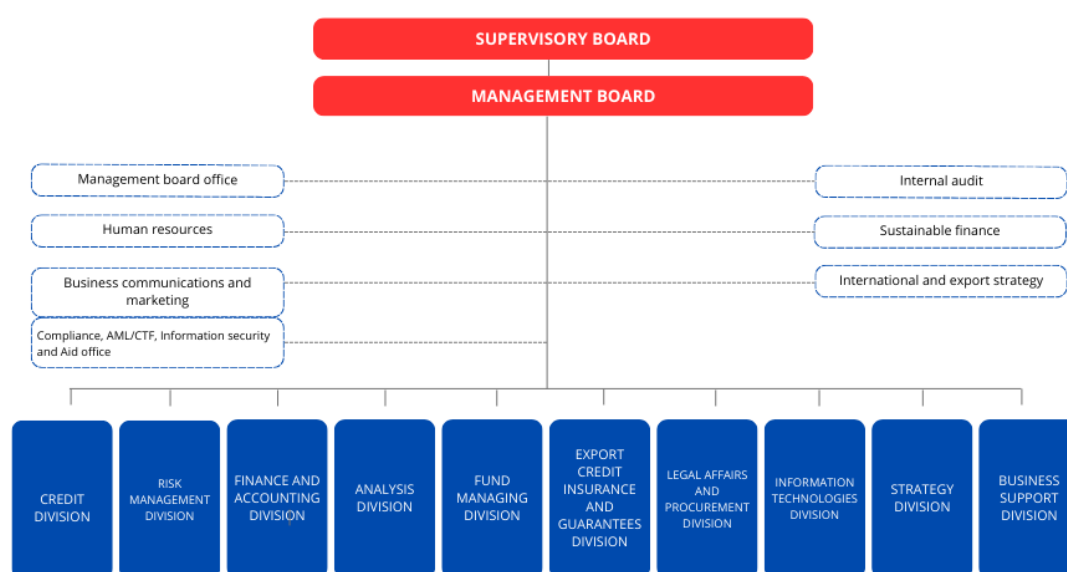 SUPERVISORY BOARD
MANAGEMENT BOARD
Management board office
Internal audit
Human resources
Sustainable finance
Business communications and
marketing
International and export strategy
Compliance, AML/CTF, Information security
and Aid office
CREDIT
DIVISION
RISK
MANAGEMENT
DIVISION
FINANCE AND
ACCOUNTING
DIVISION
ANALYSIS
DIVISION
FUND
MANAGING
DIVISION
EXPORT
CREDIT
INSURANCE
AND
GUARANTEES
DIVISION
LEGAL AFFAIRS
AND
PROCUREMENT
DIVISION
INFORMATION
TECHNOLOGIES
DIVISION
STRATEGY
DIVISION
BUSINESS
SUPPORT
DIVISION